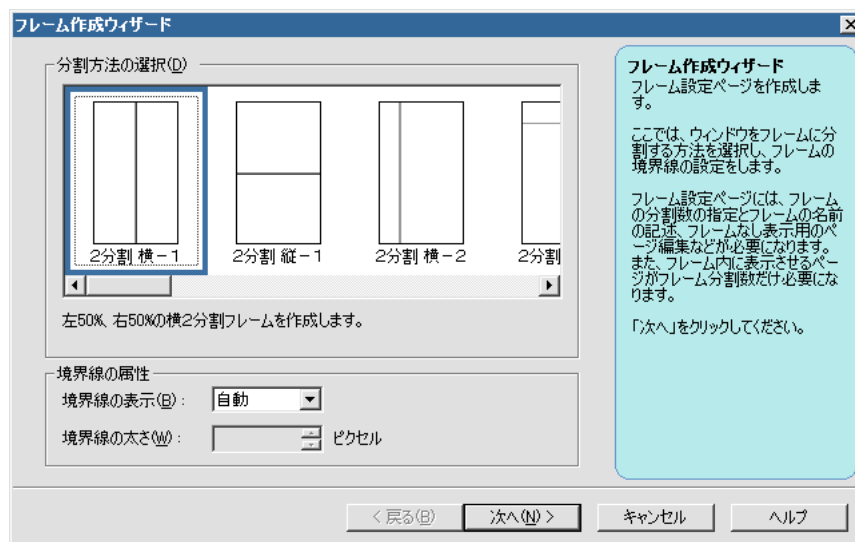 フレーム作成ウィザード
分割方法の選択(D)
2分割 横－1
2分割 縦－1
2分割 横－2
2分割
左50%、右50%の横2分割フレームを作成します。
境界線の属性
境界線の表示(B)：
自動
境界線の太さ(W)：
ピクセル
フレーム作成ウィザード
フレーム設定ページを作成しま
す。
ここでは、ウィンドウをフレームに分
割する方法を選択し、フレームの
境界線の設定をします。
フレーム設定ページには、フレーム
の分割数の指定とフレームの名前
の記述、フレームなし表示用のペ
ージ編集などが必要になります。
また、フレーム内に表示させるペー
ジがフレーム分割数だけ必要にな
ります。
「次へ」をクリックしてください。
< 戻る(B)
次へ(N) >
キャンセル
ヘルプ